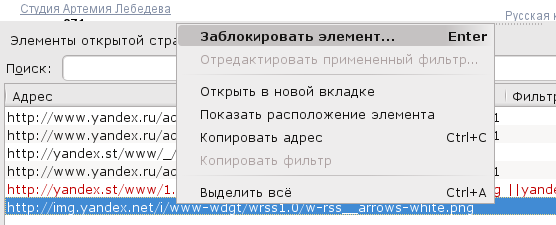 Студия Артемия Лебедева
Русская к
Элементы открытой стра
Заблокировать элемент... Enter
Отредактировать примененный фильтр...
Поиск:
Открыть в новой вкладке
Адрес
Фильтр
Показать расположение элемента
http://www.yandex.ru/ac
1
Копировать адрес Ctrl+C
http://www.yandex.ru/ac
1
http://yandex.st/www/_/
Копировать фильтр
http://www.yandex.ru/ac
1
Выделить всё Ctrl+A
http://yandex.st/www/1.
g ||yande
http://img.yandex.net/i/www-wdgt/wrss1.0/w-rss__arrows-white.png